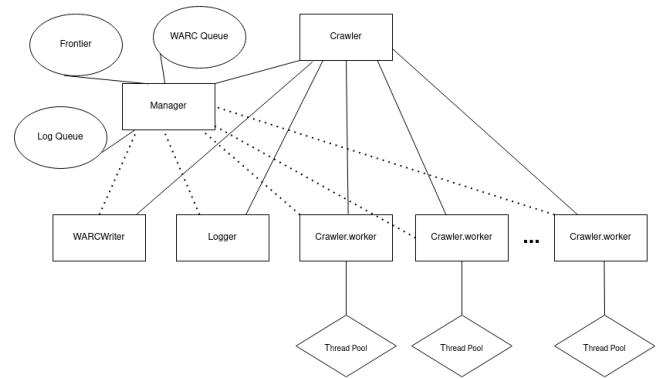 WARC Queue
Crawler
Frontier
Manager
Log Queue
WARCWriter
Logger
Crawler.worker
Crawler.worker
...
Crawler.worker
Thread Pool
Thread Pool
Thread Pool